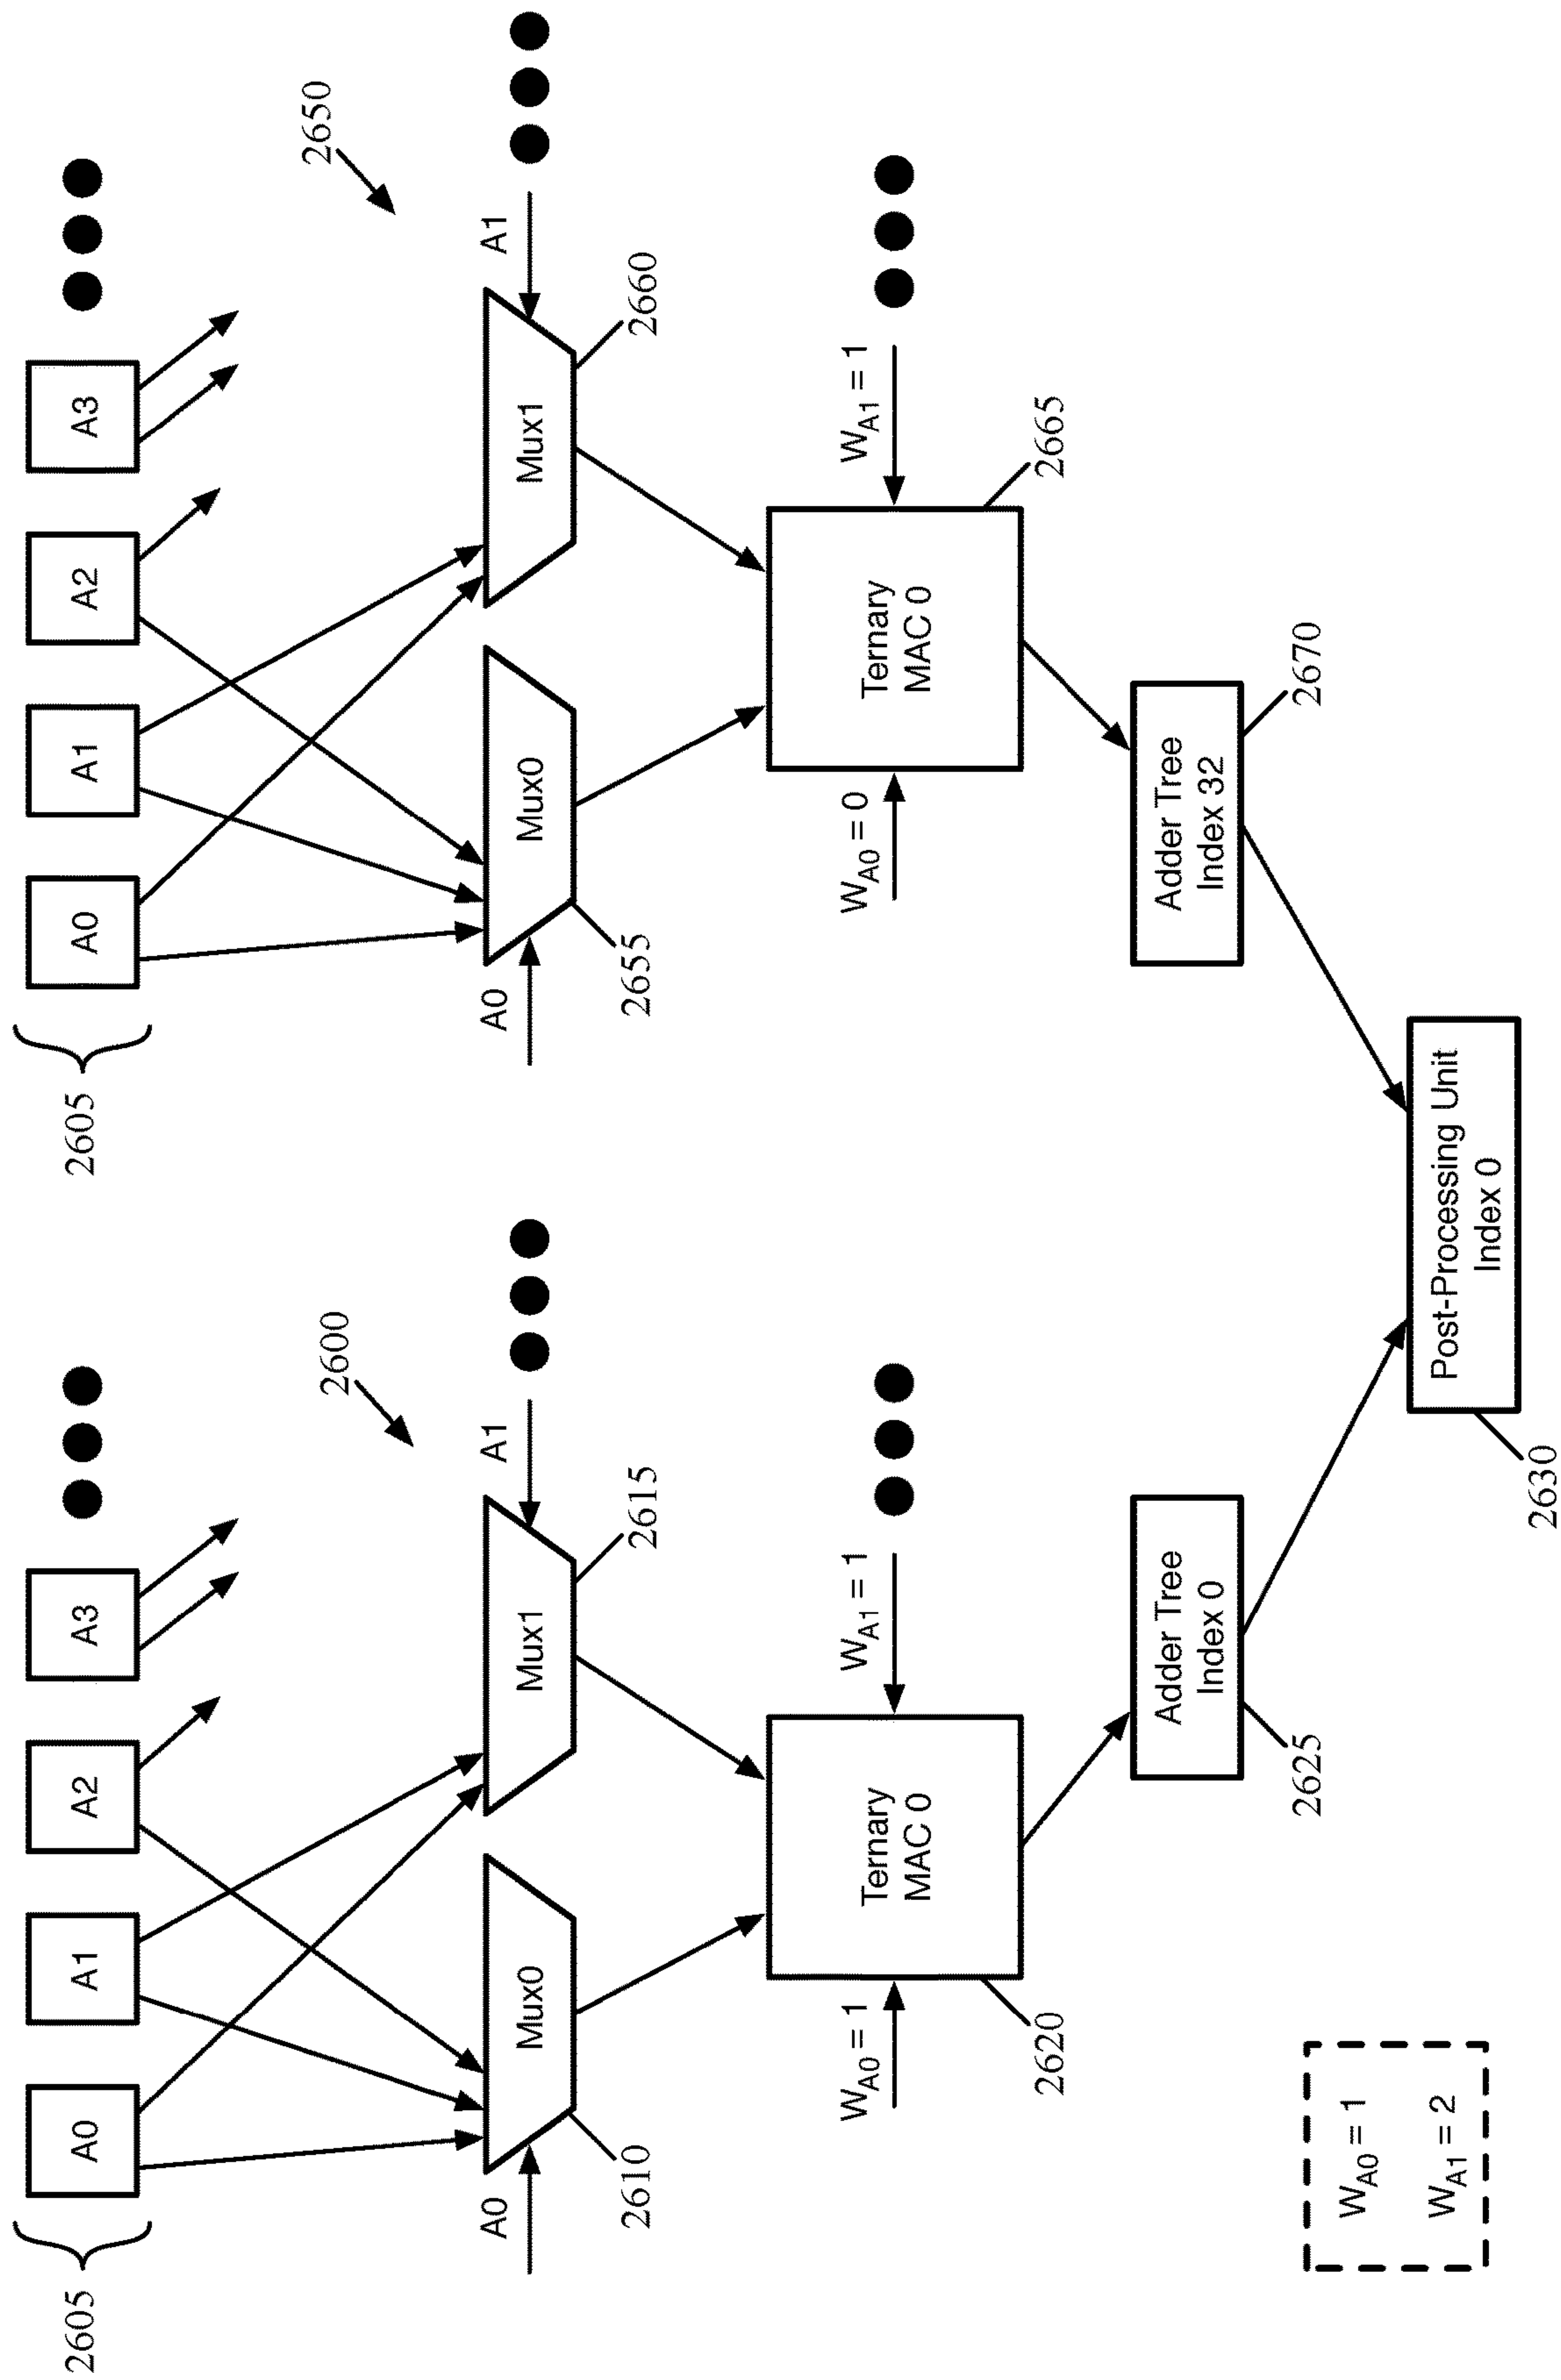 2605
A0
A1
A2
A3
2600
A0
Mux0
Mux1
A1
2610
2615
W_A0 = 1
Ternary
MAC 0
W_A1 = 1
2620
Adder Tree
Index 0
2625
2605
A0
A1
A2
A3
2650
A0
Mux0
Mux1
A1
2655
2660
W_A0 = 0
Ternary
MAC 0
W_A1 = 1
2665
Adder Tree
Index 32
2670
Post-Processing Unit
Index 0
2630
W_A0 = 1
W_A1 = 2